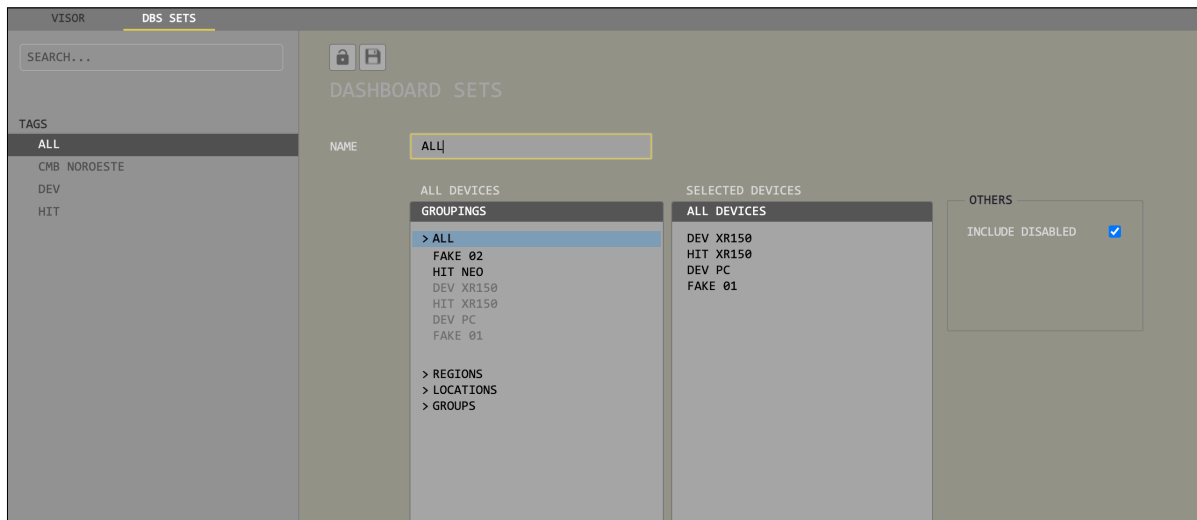 VISOR DBS SETS
SEARCH...
DASHBOARD SETS
TAGS
ALL
CMB NOROESTE
DEV
HIT
NAME ALL
ALL DEVICES
GROUPINGS
> ALL
FAKE 02
HIT NEO
DEV XR150
HIT XR150
DEV PC
FAKE 01
> REGIONS
> LOCATIONS
> GROUPS
SELECTED DEVICES
ALL DEVICES
DEV XR150
HIT XR150
DEV PC
FAKE 01
OTHERS
INCLUDE DISABLED